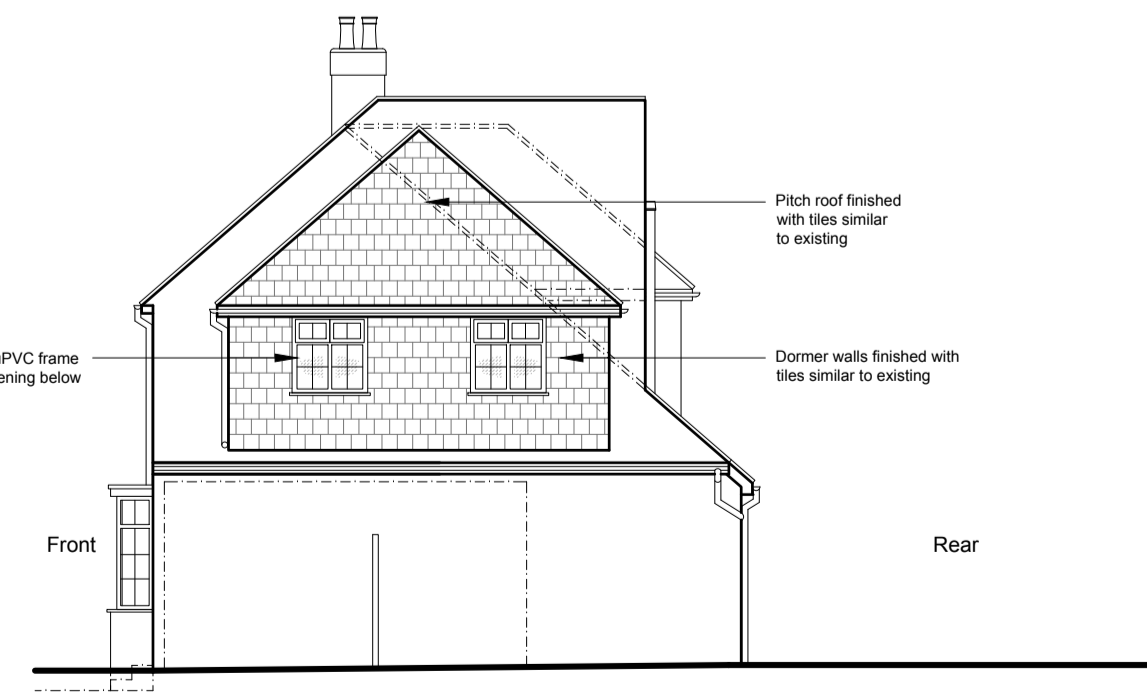 Pitch roof finished
with tiles similar
to existing
PVC frame
below
Dormer walls finished with
tiles similar to existing
Front
Rear